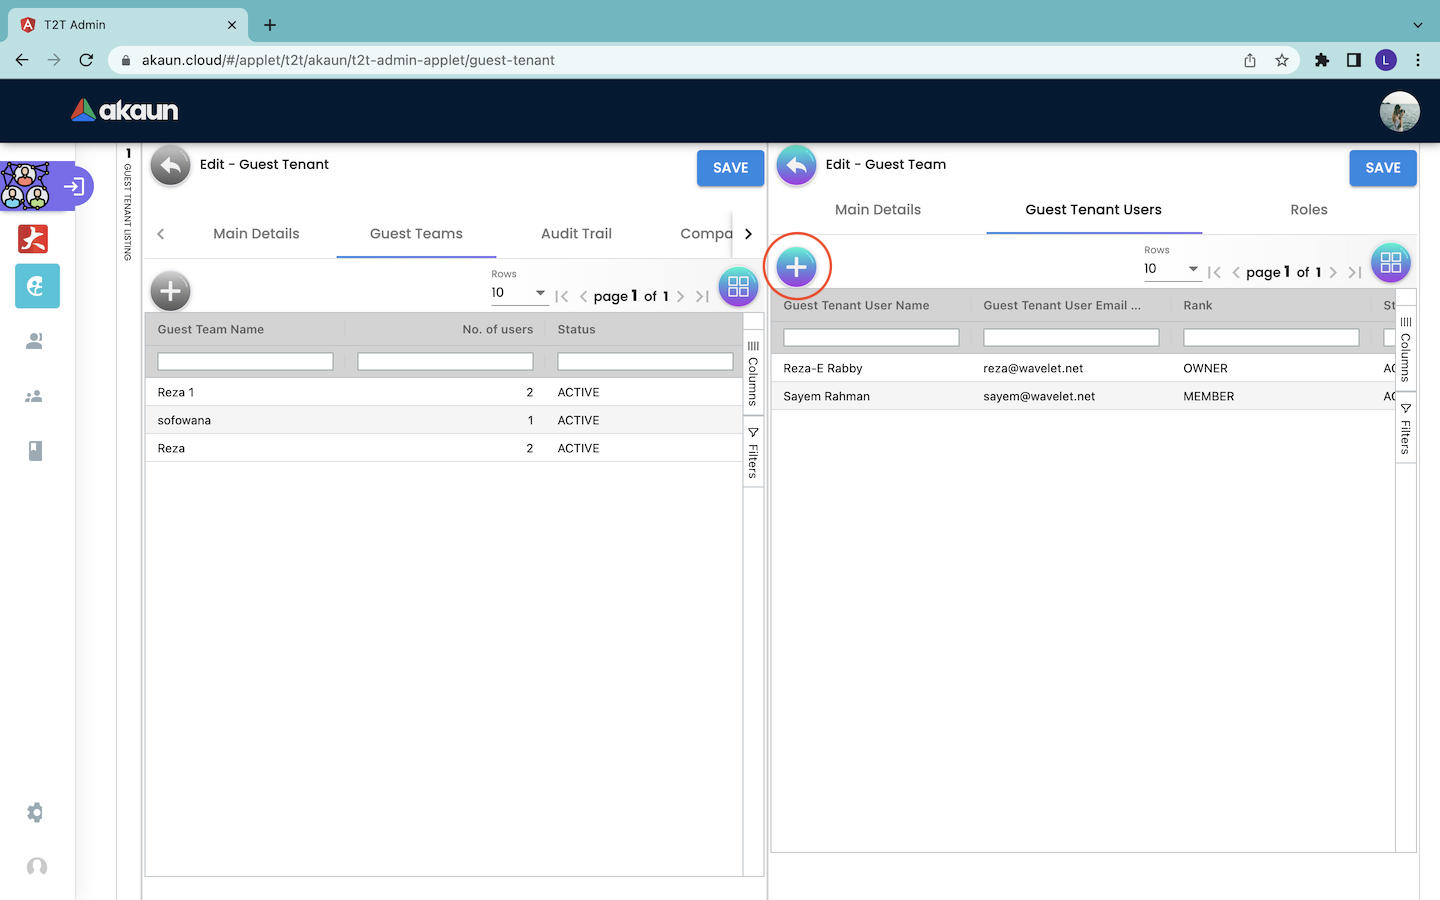 T2T Admin
akaun.cloud/#/applet/t2t/akaun/t2t-admin-applet/guest-tenant
L
akaun
1 GUEST TENANT LISTING
Edit - Guest Tenant
SAVE
Main Details
Guest Teams
Audit Trail
Compa
Rows
10
page 1 of 1
Guest Team Name
No. of users
Status
Reza 1 2 ACTIVE
sofowana 1 ACTIVE
Reza 2 ACTIVE
Columns
Filters
Edit - Guest Team
SAVE
Main Details
Guest Tenant Users
Roles
Rows
10
page 1 of 1
Guest Tenant User Name
Guest Tenant User Email ...
Rank
St
Reza-E Rabby reza@wavelet.net OWNER AC
Sayem Rahman sayem@wavelet.net MEMBER AC
Columns
Filters